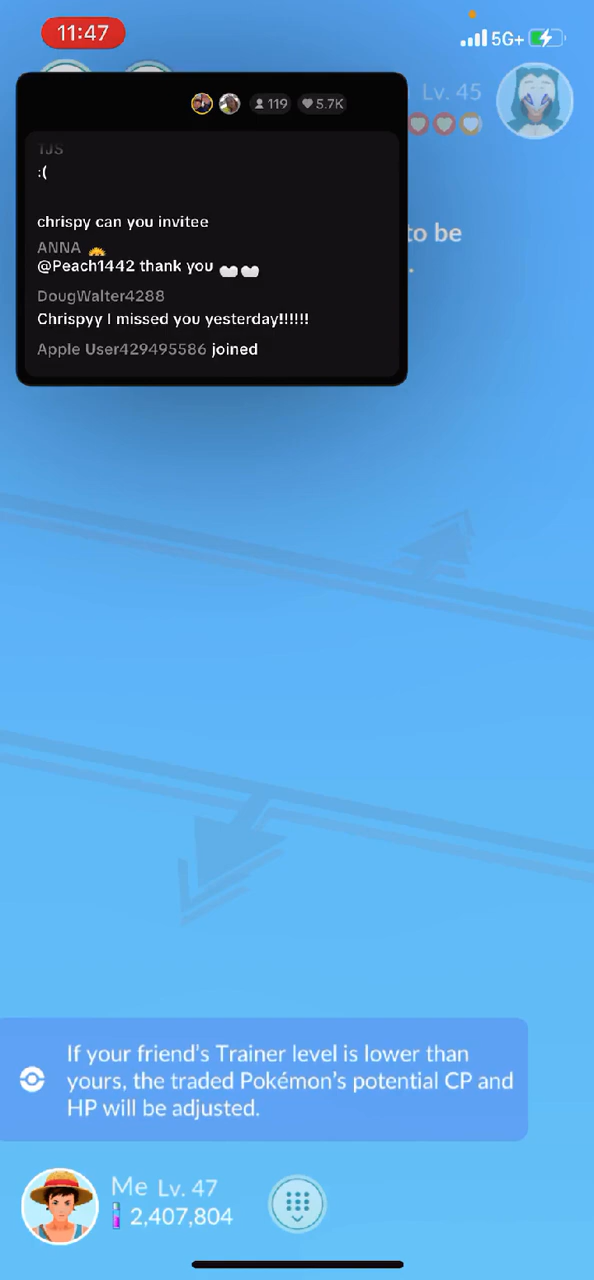 11:47
5G+
119
5.7K
Lv. 45
TJS
:(
to be
.
chrispy can you invitee
ANNA
@Peach1442 thank you
DougWalter4288
Chrispyy I missed you yesterday!!!!!!
Apple User429495586 joined
If your friend's Trainer level is lower than
yours, the traded Pokémon's potential CP and
HP will be adjusted.
Me Lv. 47
2,407,804